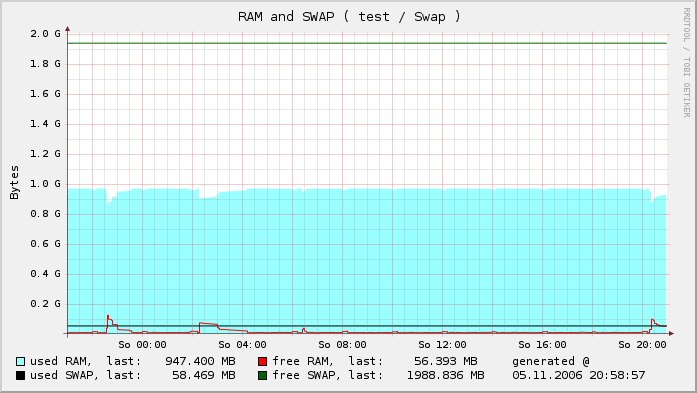 RAM and SWAP ( test / Swap )
RRDTOOL / TOBI OETIKER
2.0 G
1.8 G
1.6 G
1.4 G
1.2 G
1.0 G
0.8 G
0.6 G
0.4 G
0.2 G
Bytes
So 00:00 So 04:00 So 08:00 So 12:00 So 16:00 So 20:00
used RAM, last: 947.400 MB free RAM, last: 56.393 MB generated @
used SWAP, last: 58.469 MB free SWAP, last: 1988.836 MB 05.11.2006 20:58:57